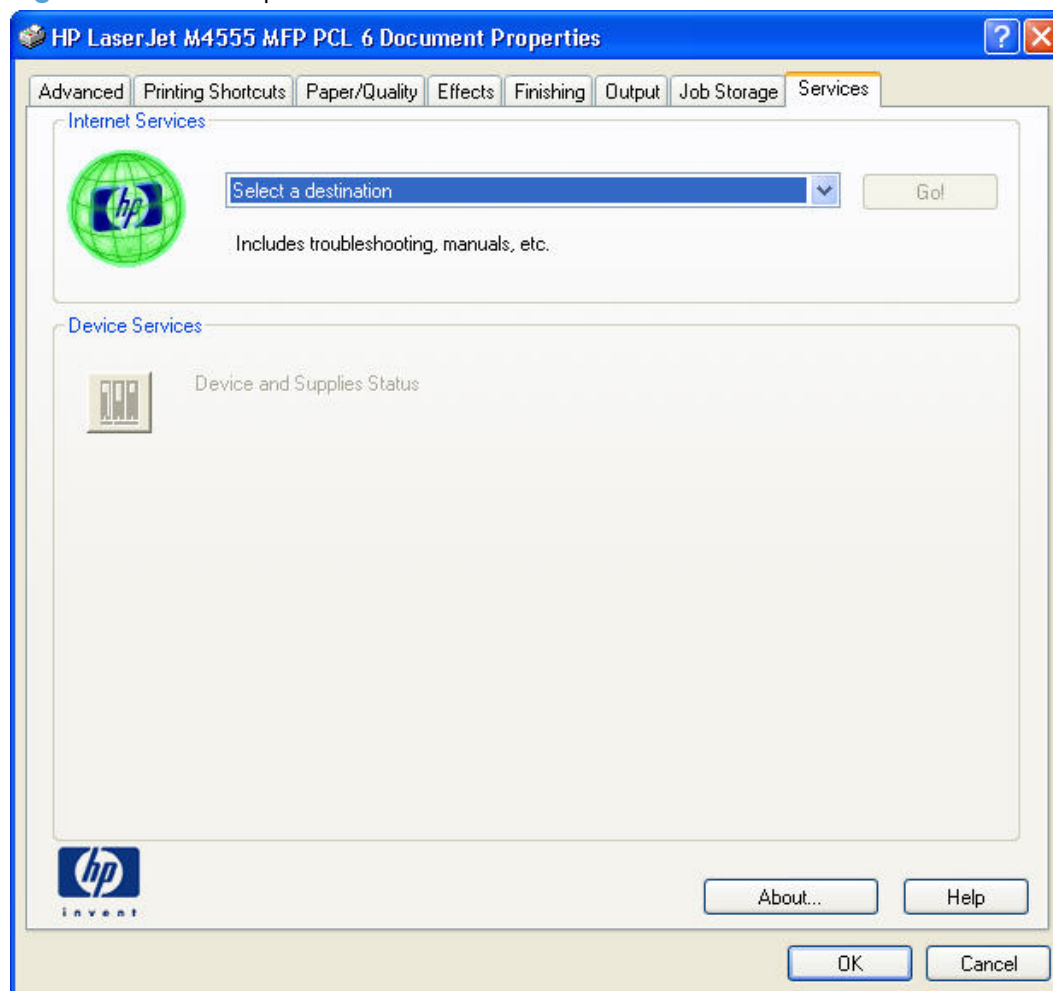 HP LaserJet M4555 MFP PCL 6 Document Properties
Advanced Printing Shortcuts Paper/Quality Effects Finishing Output Job Storage Services
Internet Services
hp
Select a destination
Go!
Includes troubleshooting, manuals, etc.
Device Services
Device and Supplies Status
hp
invent
About...
Help
OK
Cancel